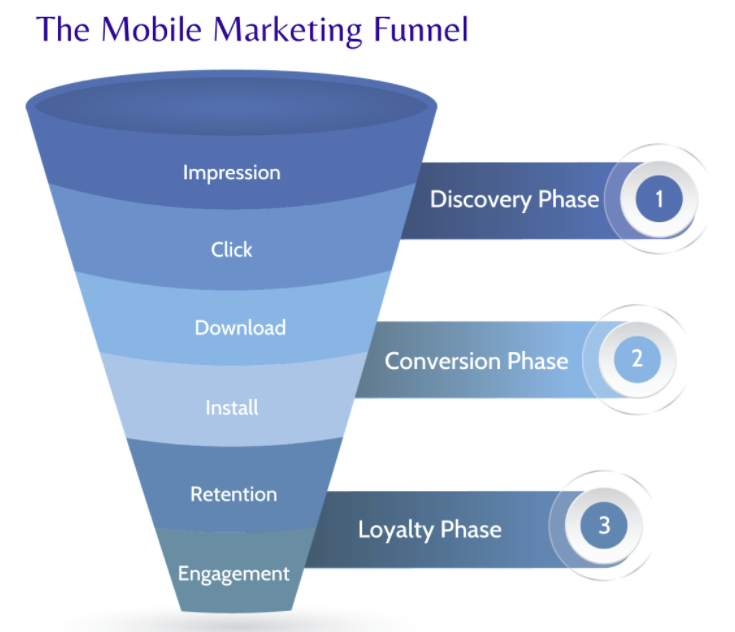 The Mobile Marketing Funnel
Impression
Discovery Phase 1
Click
Download
Conversion Phase 2
Install
Retention
Loyalty Phase 3
Engagement